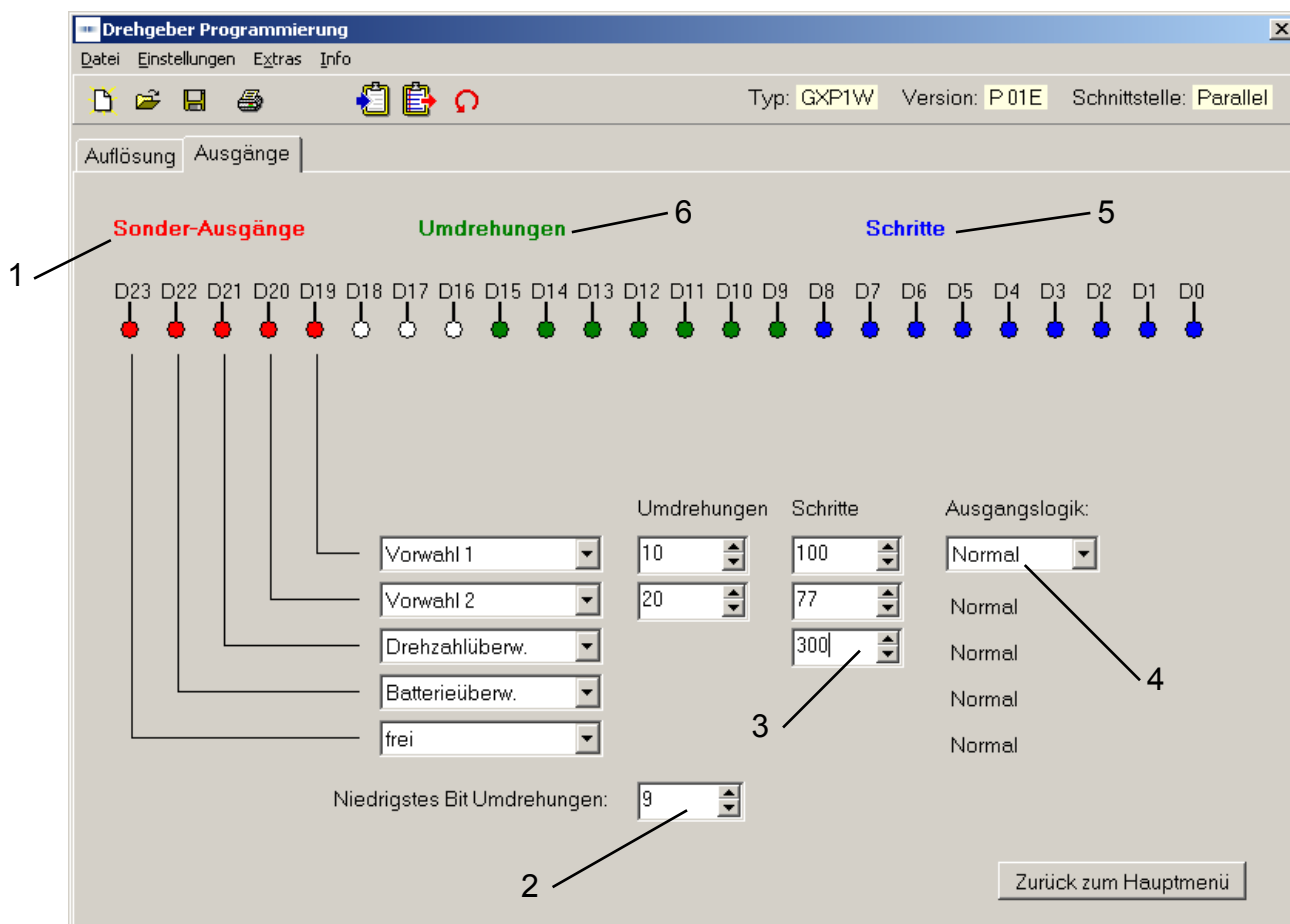 Drehgeber Programmierung
Datei Einstellungen Extras Info
Typ: GXP1W Version: P 01E Schnittstelle: Parallel
Auflösung Ausgänge
Sonder-Ausgänge Umdrehungen 6 Schritte 5
1
D23 D22 D21 D20 D19 D18 D17 D16 D15 D14 D13 D12 D11 D10 D9 D8 D7 D6 D5 D4 D3 D2 D1 D0
Umdrehungen Schritte Ausgangslogik:
Vorwahl 1 10 100 Normal
Vorwahl 2 20 77 Normal
Drehzahlüberw. 300 Normal
4
Batterieüberw. Normal
3
frei Normal
Niedrigstes Bit Umdrehungen: 9
2
Zurück zum Hauptmenü